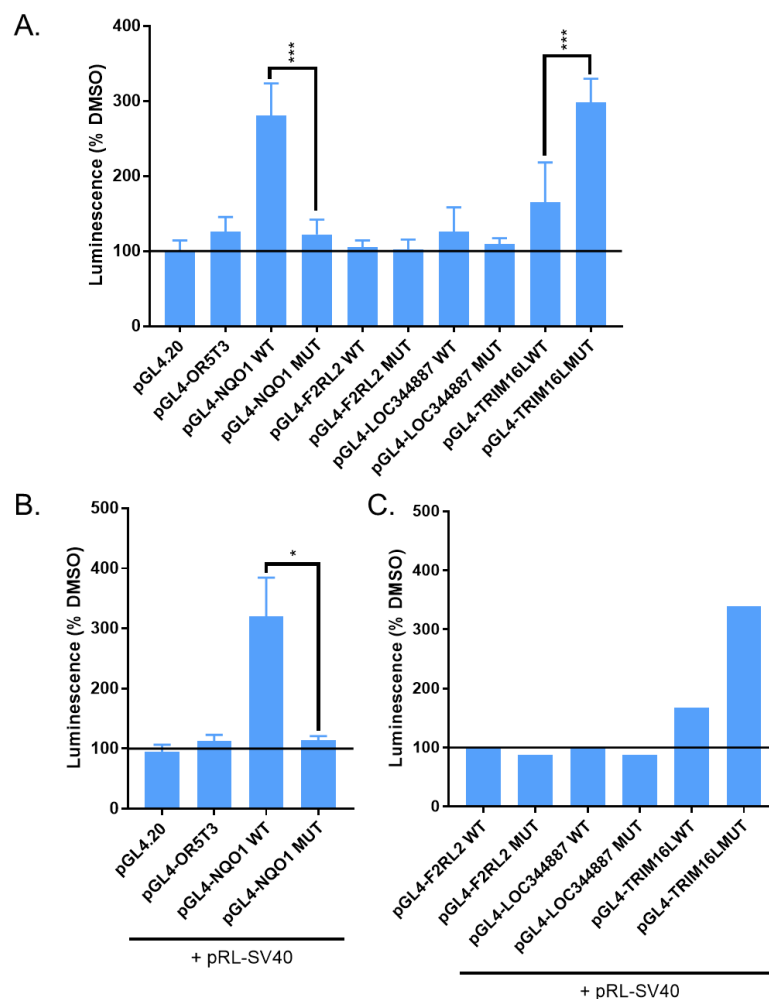 A.
Luminescence (% DMSO)
400
300
200
100
0
***
***
pGL4.20
pGL4-OR5T3
pGL4-NQO1 WT
pGL4-NQO1 MUT
pGL4-F2RL2 WT
pGL4-F2RL2 MUT
pGL4-LOC344887 WT
pGL4-LOC344887 MUT
pGL4-TRIM16LWT
pGL4-TRIM16LMUT
B.
Luminescence (% DMSO)
500
400
300
200
100
0
*
pGL4.20
pGL4-OR5T3
pGL4-NQO1 WT
pGL4-NQO1 MUT
+ pRL-SV40
C.
Luminescence (% DMSO)
500
400
300
200
100
0
pGL4-F2RL2 WT
pGL4-F2RL2 MUT
pGL4-LOC344887 WT
pGL4-LOC344887 MUT
pGL4-TRIM16LWT
pGL4-TRIM16LMUT
+ pRL-SV40